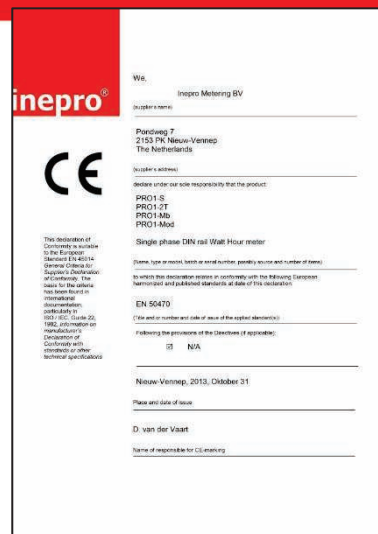 inepro®
CE
This declaration of
Conformity is suitable
to the European
Standard EN 45014
General Criteria for
Supplier's Declaration
of Conformity. The
basis for the criteria
has been found in
international
documentation,
particularly in
ISO / IEC, Guide 22,
1982, Information on
manufacturer's
Declaration of
Conformity with
standards or other
technical specifications
We,
Inepro Metering BV
(supplier's name)
Pondweg 7
2153 PK Nieuw-Vennep
The Netherlands
(supplier's address)
declare under our sole responsibility that the product:
PRO1-S
PRO1-2T
PRO1-Mb
PRO1-Mod
Single phase DIN rail Watt Hour meter
(Name, type or model, batch or serial number, possibly source and number of items)
to which this declaration relates in conformity with the following European
harmonized and published standards at date of this declaration:
EN 50470
(Title and or number and date of issue of the applied standard(s))
Following the provisions of the Directives (if applicable):
☑ N/A
Nieuw-Vennep, 2013, Oktober 31
Place and date of issue
D. van der Vaart
Name of responsible for CE-marking